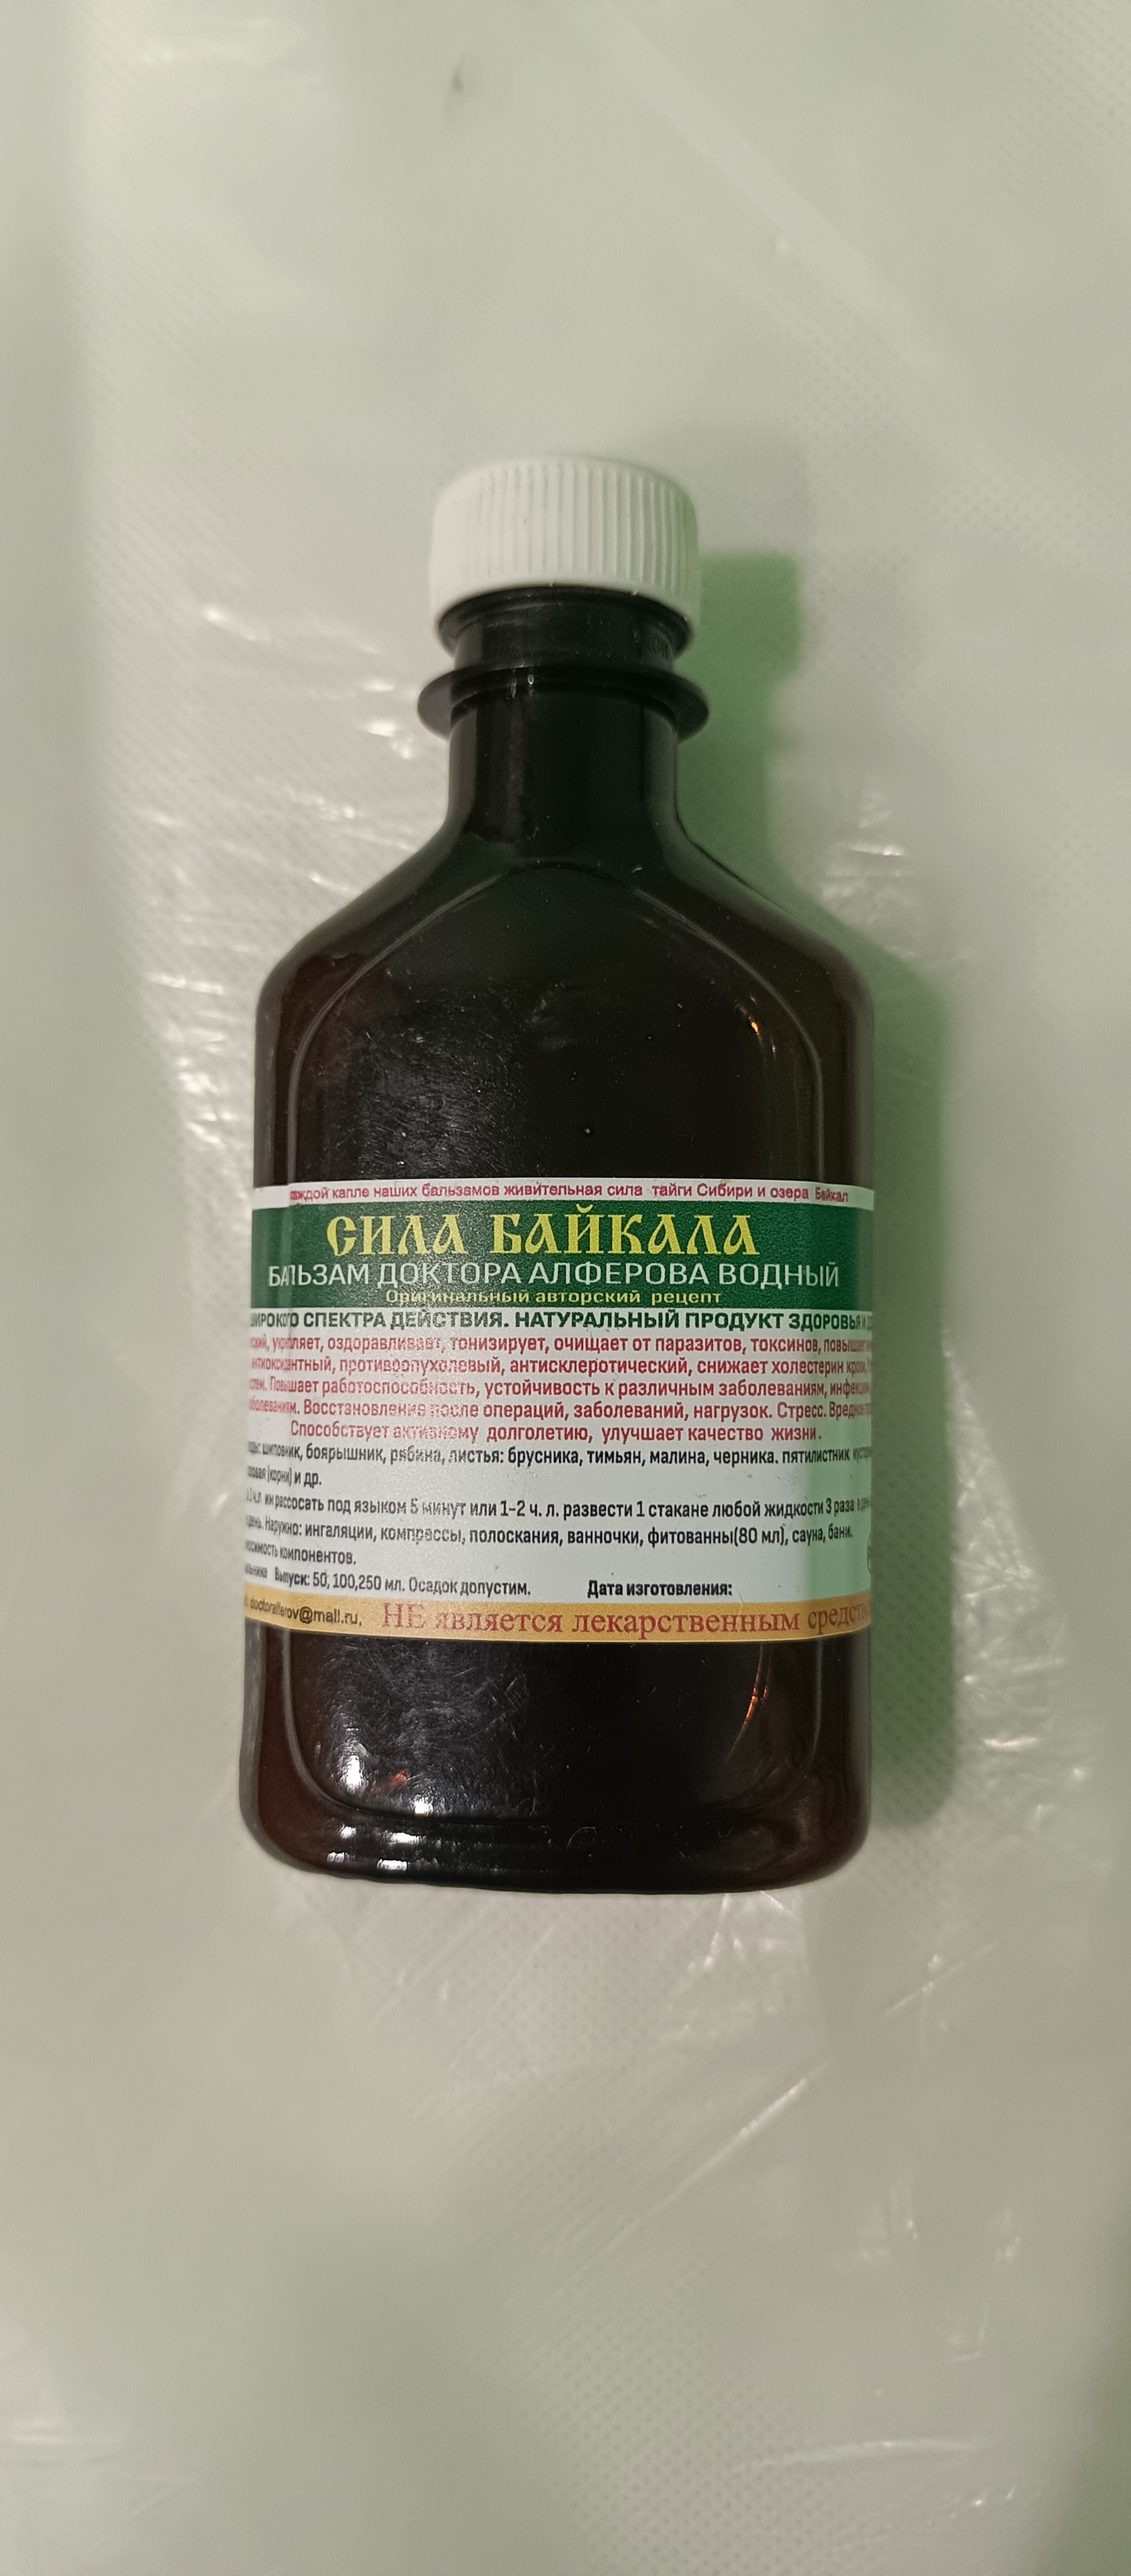 каждой капле наших бальзамов живительная сила тайги Сибири и озера Байкал
СИЛА БАЙКАЛА
БАЛЬЗАМ ДОКТОРА АЛФЕРОВА ВОДНЫЙ
Оригинальный авторский рецепт
ШИРОКОГО СПЕКТРА ДЕЙСТВИЯ. НАТУРАЛЬНЫЙ ПРОДУКТ ЗДОРОВЬЯ И
укрепляет, оздоравливает, тонизирует, очищает от паразитов, токсинов, повышает
антиоксидантный, противоопухолевый, антисклеротический, снижает холестерин крови,
Повышает работоспособность, устойчивость к различным заболеваниям,
заболеваниям. Восстановление после операций, заболеваний, нагрузок. Стресс.
Способствует активному долголетию, улучшает качество жизни.
шиповник, боярышник, рябина, листья: брусника, тимьян, малина, черника. пятилистник
(корни) и др.
рассосать под языком 5 минут или 1-2 ч. л. развести 1 стакане любой жидкости 3 раза
день. Наружно: ингаляции, компрессы, полоскания, ванночки, фитованны(80 мл), сауна, бани.
компонентов.
Выпуск: 50, 100,250 мл. Осадок допустим. Дата изготовления:
doctoralferov@mail.ru, НЕ является лекарственным